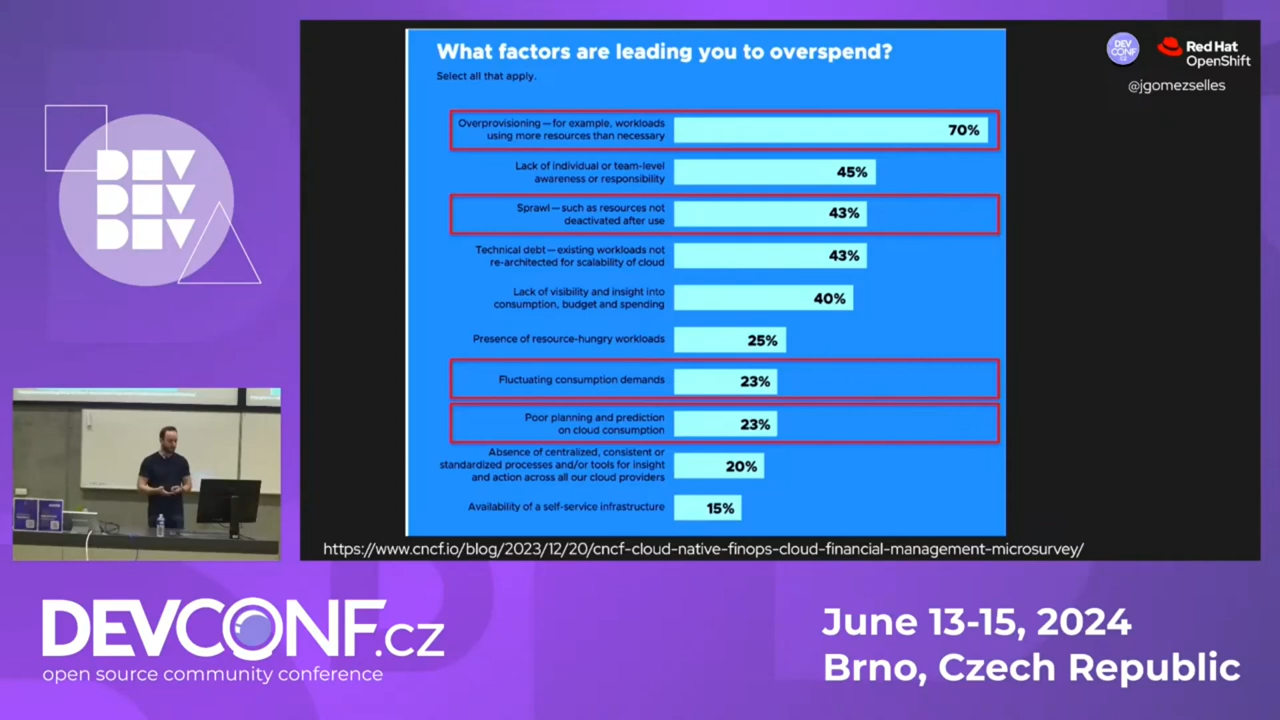 What factors are leading you to overspend?
Select all that apply.
Overprovisioning—for example, workloads
using more resources than necessary
70%
Lack of individual or team-level
awareness or responsibility
45%
Sprawl—such as resources not
deactivated after use
43%
Technical debt—existing workloads not
re-architected for scalability of cloud
43%
Lack of visibility and insight into
consumption, budget and spending
40%
Presence of resource-hungry workloads
25%
Fluctuating consumption demands
23%
Poor planning and prediction
on cloud consumption
23%
Absence of centralized, consistent or
standardized processes and/or tools for insight
and action across all our cloud providers
20%
Availability of a self-service infrastructure
15%
https://www.cncf.io/blog/2023/12/20/cncf-cloud-native-finops-cloud-financial-management-microsurvey/
DEV
CONF
.cz
Red Hat
OpenShift
@jgomezselles
DEV
DEV
DEV
DEVCONF.cz
open source community conference
June 13-15, 2024
Brno, Czech Republic